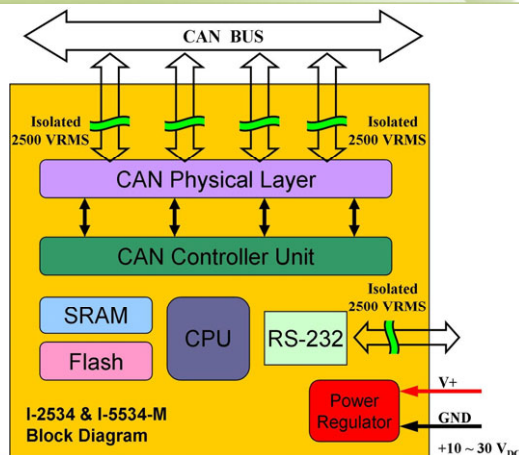 CAN BUS
Isolated
2500 VRMS
Isolated
2500 VRMS
CAN Physical Layer
CAN Controller Unit
Isolated
2500 VRMS
SRAM
CPU
RS-232
Flash
V+
Power
Regulator
GND
I-2534 & I-5534-M
Block Diagram
+10 ~ 30 VDC